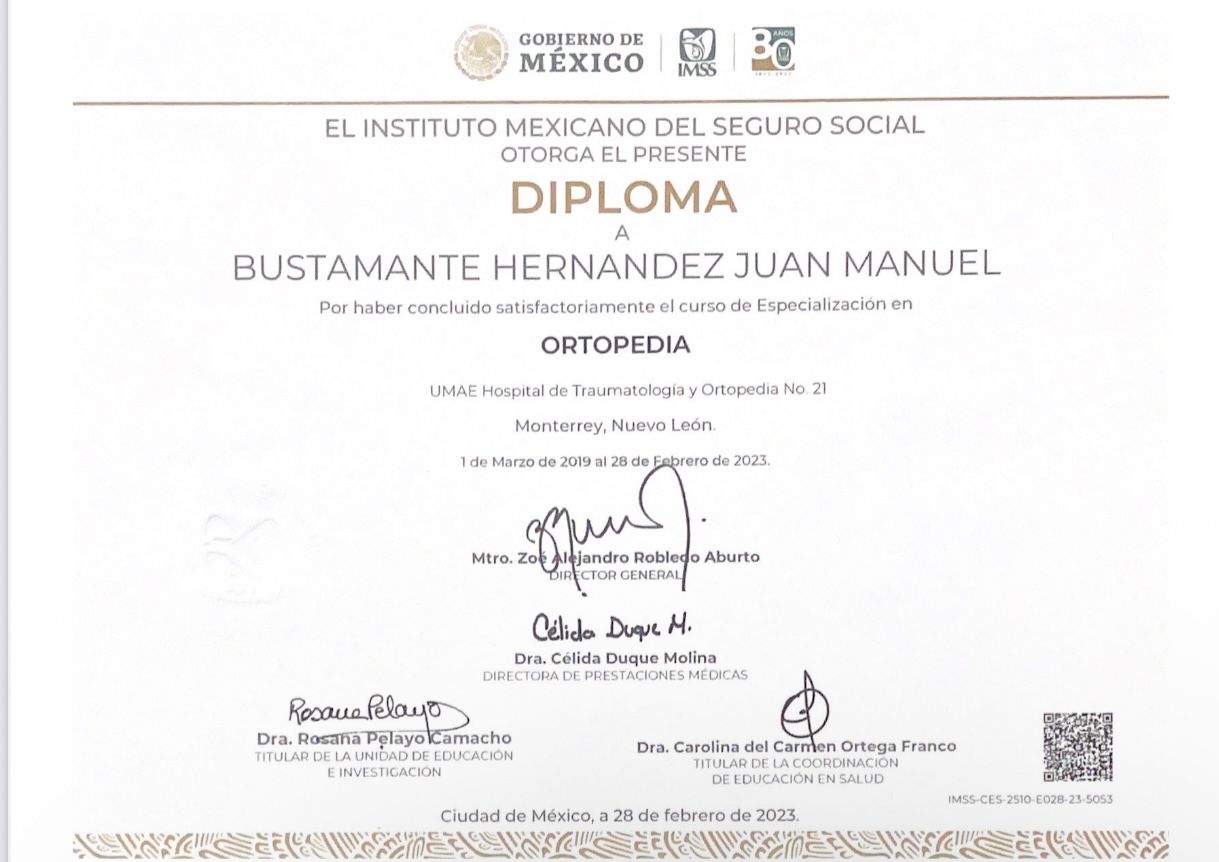 GOBIERNO DE
MÉXICO
IMSS
80 AÑOS
EL INSTITUTO MEXICANO DEL SEGURO SOCIAL
OTORGA EL PRESENTE
DIPLOMA
A
BUSTAMANTE HERNANDEZ JUAN MANUEL
Por haber concluido satisfactoriamente el curso de Especialización en
ORTOPEDIA
UMAE Hospital de Traumatología y Ortopedia No. 21
Monterrey, Nuevo León.
1 de Marzo de 2019 al 28 de Febrero de 2023.
Mtro. Zoé Alejandro Robledo Aburto
DIRECTOR GENERAL
Célida Duque M.
Dra. Célida Duque Molina
DIRECTORA DE PRESTACIONES MÉDICAS
Rosana Pelayo
Dra. Rosana Pelayo Camacho
TITULAR DE LA UNIDAD DE EDUCACIÓN
E INVESTIGACIÓN
Dra. Carolina del Carmen Ortega Franco
TITULAR DE LA COORDINACIÓN
DE EDUCACIÓN EN SALUD
IMSS-CES-2510-E028-23-5053
Ciudad de México, a 28 de febrero de 2023.